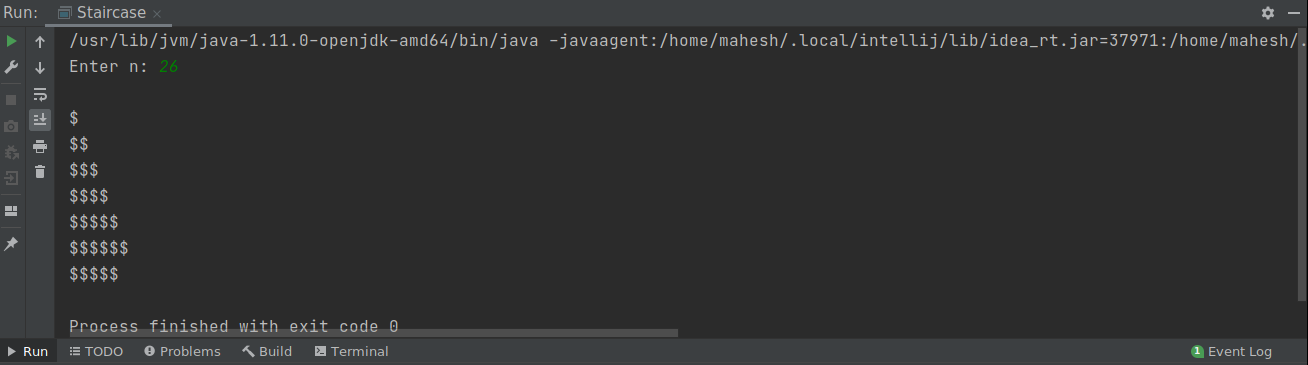 Run: Staircase
/usr/lib/jvm/java-1.11.0-openjdk-amd64/bin/java -javaagent:/home/mahesh/.local/intellij/lib/idea_rt.jar=37971:/home/mahesh/.
Enter n: 26
$
$$
$$$
$$$$
$$$$$
$$$$$$
$$$$$
Process finished with exit code 0
Run TODO Problems Build Terminal 1 Event Log